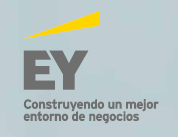 EY
Construyendo un mejor
entorno de negocios